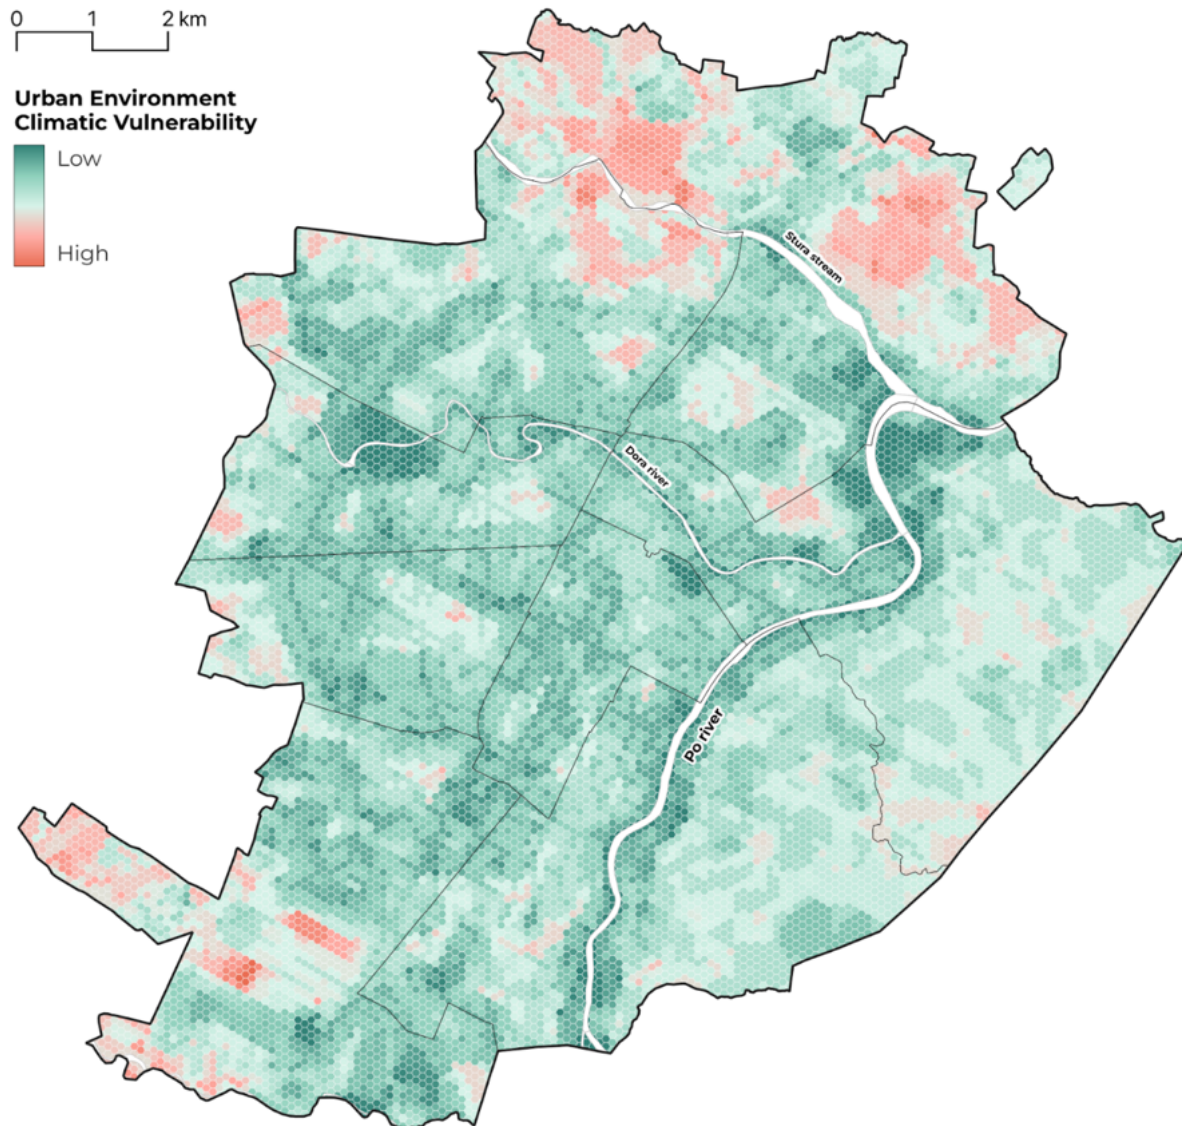 0 1 2 km
Urban Environment
Climatic Vulnerability
Low
High
Stura stream
Dora river
Po river